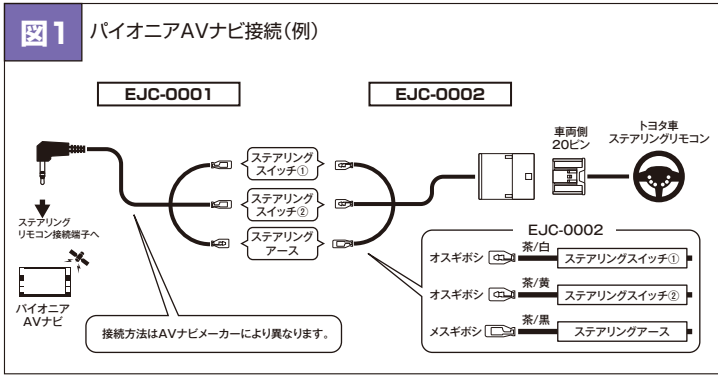 図1 パイオニアAVナビ接続（例）
EJC-0001
EJC-0002
ステアリング
スイッチ①
ステアリング
スイッチ②
ステアリング
アース
車両側
20ピン
トヨタ車
ステアリングリモコン
ステアリング
リモコン接続端子へ
パイオニア
AVナビ
接続方法はAVナビメーカーにより異なります。
EJC-0002
オスギボシ 茶/白 ステアリングスイッチ①
オスギボシ 茶/黄 ステアリングスイッチ②
メスギボシ 茶/黒 ステアリングアース